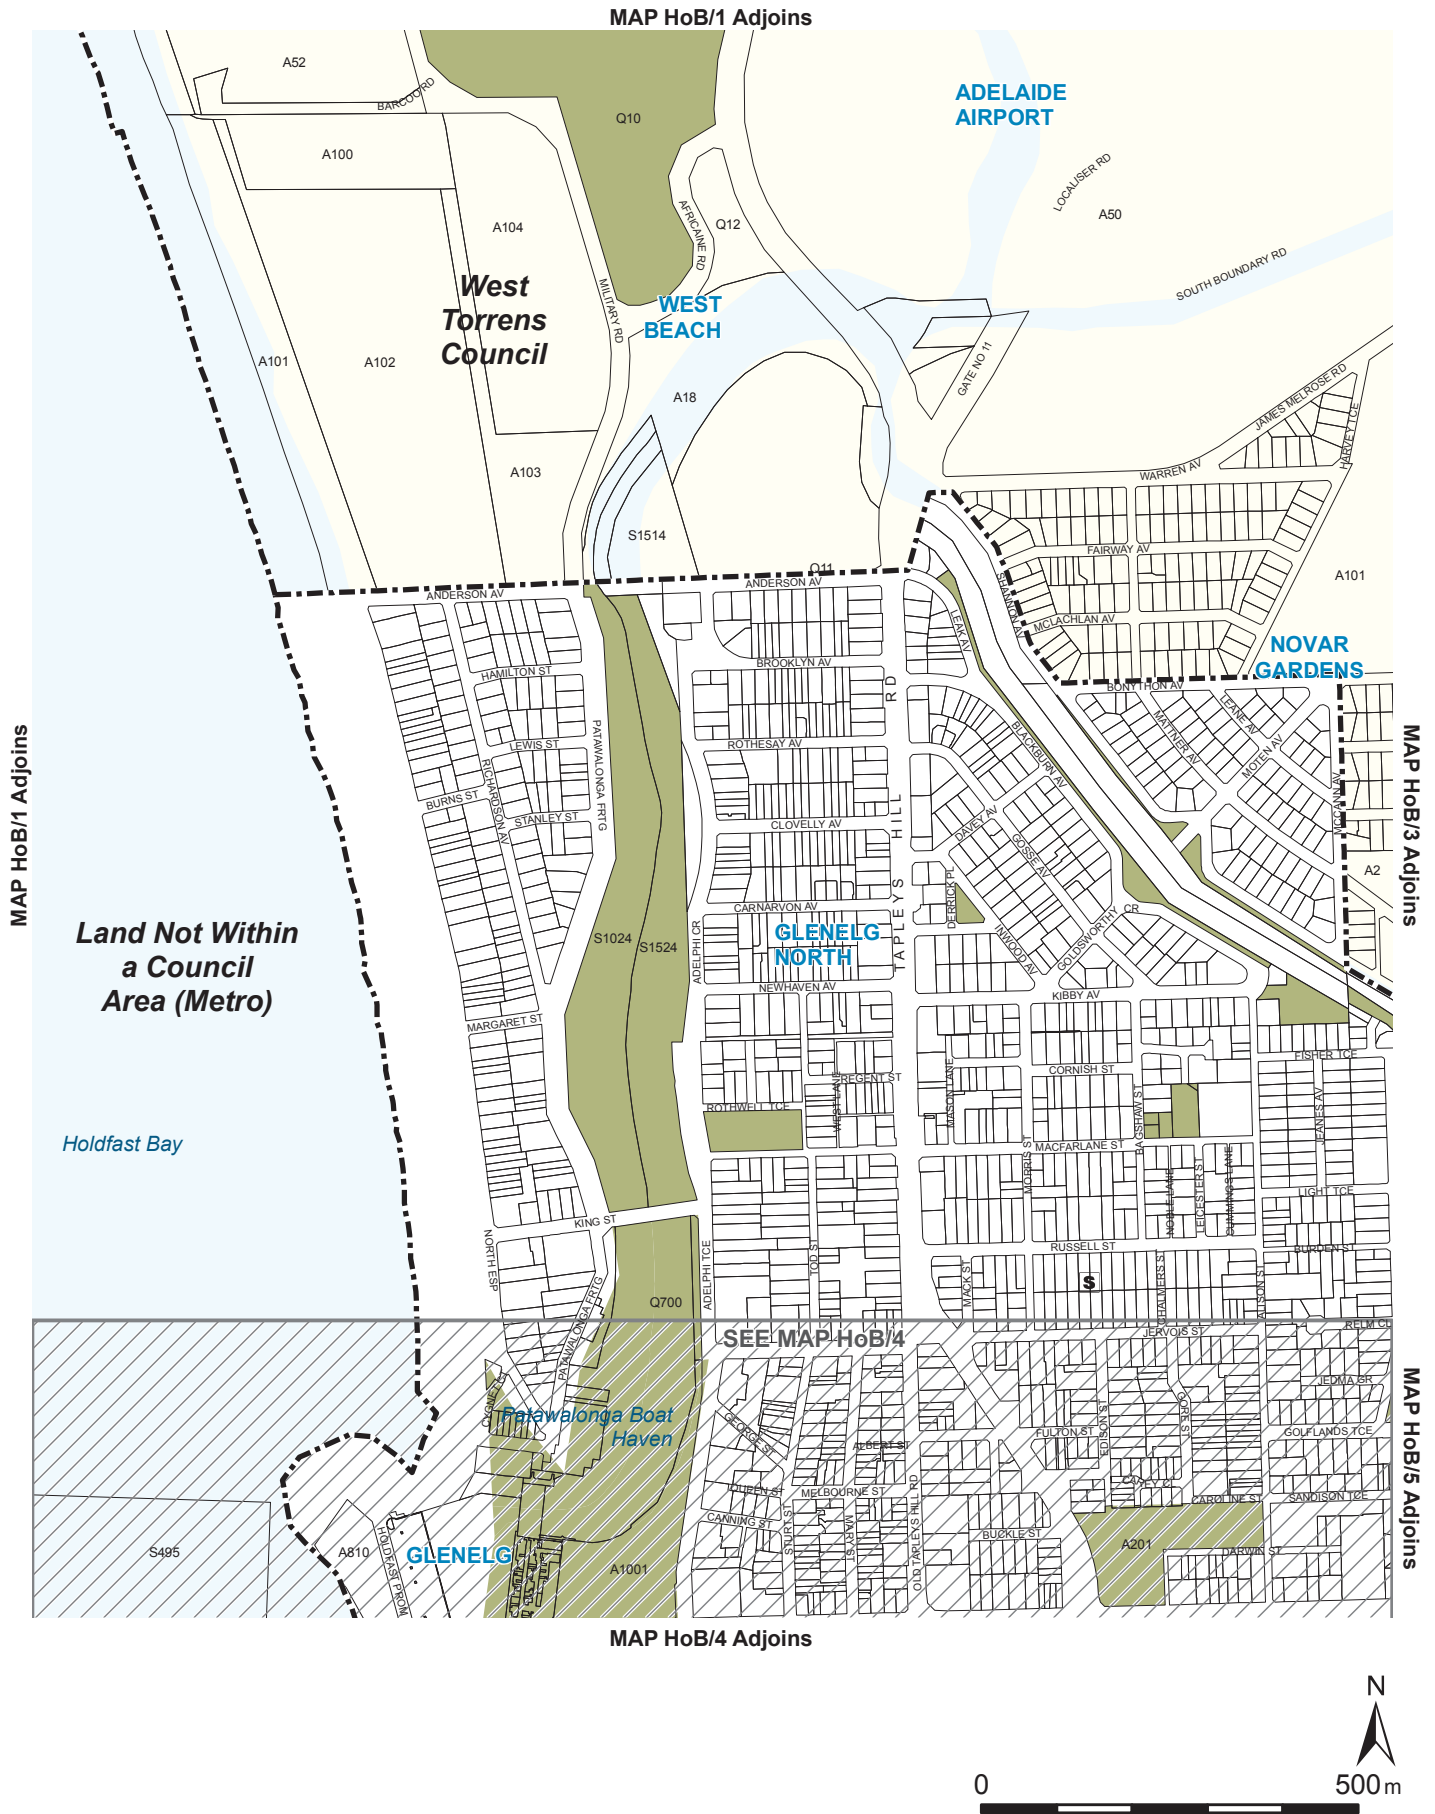 MAP HoB/1 Adjoins
A52
BARCOO RD
Q10
ADELAIDE
AIRPORT
A100
LOCALISER RD
A104
AFRICAINE RD
Q12
A50
SOUTH BOUNDARY RD
West
Torrens
Council
MILITARY RD
WEST
BEACH
A101
A102
GATE NO 11
A18
JAMES MELROSE RD
HARVEY TCE
A103
WARREN AV
S1514
FAIRWAY AV
Q11
A101
ANDERSON AV
ANDERSON AV
SHANNON AV
LEAK AV
MCLACHLAN AV
NOVAR
GARDENS
BROOKLYN AV
HAMILTON ST
BONYTHON AV
LEANE AV
MATTNER AV
MOTEN AV
MCCANN AV
PATAWALONGA FRTG
ROTHESAY AV
BLACKBURN AV
LEWIS ST
RICHARDSON AV
BURNS ST
STANLEY ST
CLOVELLY AV
DAVEY AV
GOSSE AV
TAPLEYS HILL RD
MAP HoB/1 Adjoins
MAP HoB/3 Adjoins
A2
DERRICK PL
CARNARVON AV
GOLDSWORTHY CR
INWOOD AV
Land Not Within
a Council
Area (Metro)
S1024
S1524
ADELPHI CR
GLENELG
NORTH
NEWHAVEN AV
KIBBY AV
MARGARET ST
FISHER TCE
CORNISH ST
REGENT ST
WEST LANE
MASON LANE
BAGSHAW ST
JEANES AV
ROTHWELL TCE
Holdfast Bay
MACFARLANE ST
MORRIS ST
NOBLE LANE
LEICESTER ST
CUMMINGS LANE
LIGHT TCE
KING ST
NORTH ESP
ADELPHI TCE
TOD ST
RUSSELL ST
BURDEN ST
MACK ST
S
CHALMERS ST
ALISON ST
PATAWALONGA FRTG
Q700
RELM CL
SEE MAP HoB/4
JERVOIS ST
JEDMA GR
CYGNET CT
Patawalonga Boat
Haven
GEORGE ST
ALBERT ST
FULTON ST
EDISON ST
GORE ST
GOLFLANDS TCE
MAP HoB/5 Adjoins
QUEEN ST
MELBOURNE ST
CAREY CL
CAROLINE ST
SANDISON TCE
CANNING ST
STURT ST
MARY ST
OLD TAPLEYS HILL RD
BUCKLE ST
S495
A810
HOLDFAST PROM
GLENELG
A1001
A201
DARWIN ST
MAP HoB/4 Adjoins
N
0
500 m